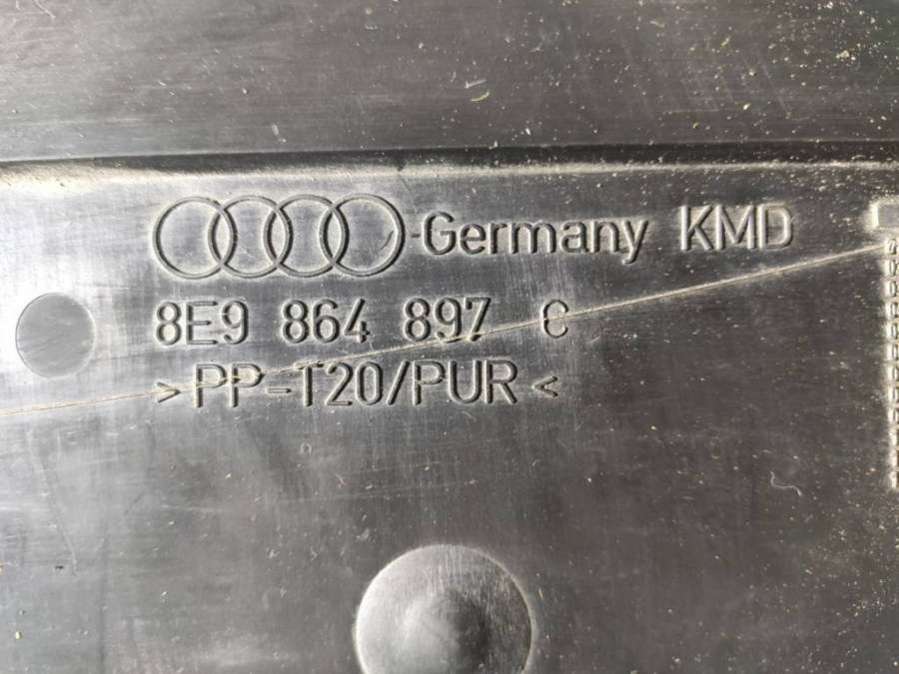 Germany KMD
8E9 864 897 C
>PP-T20/PUR<